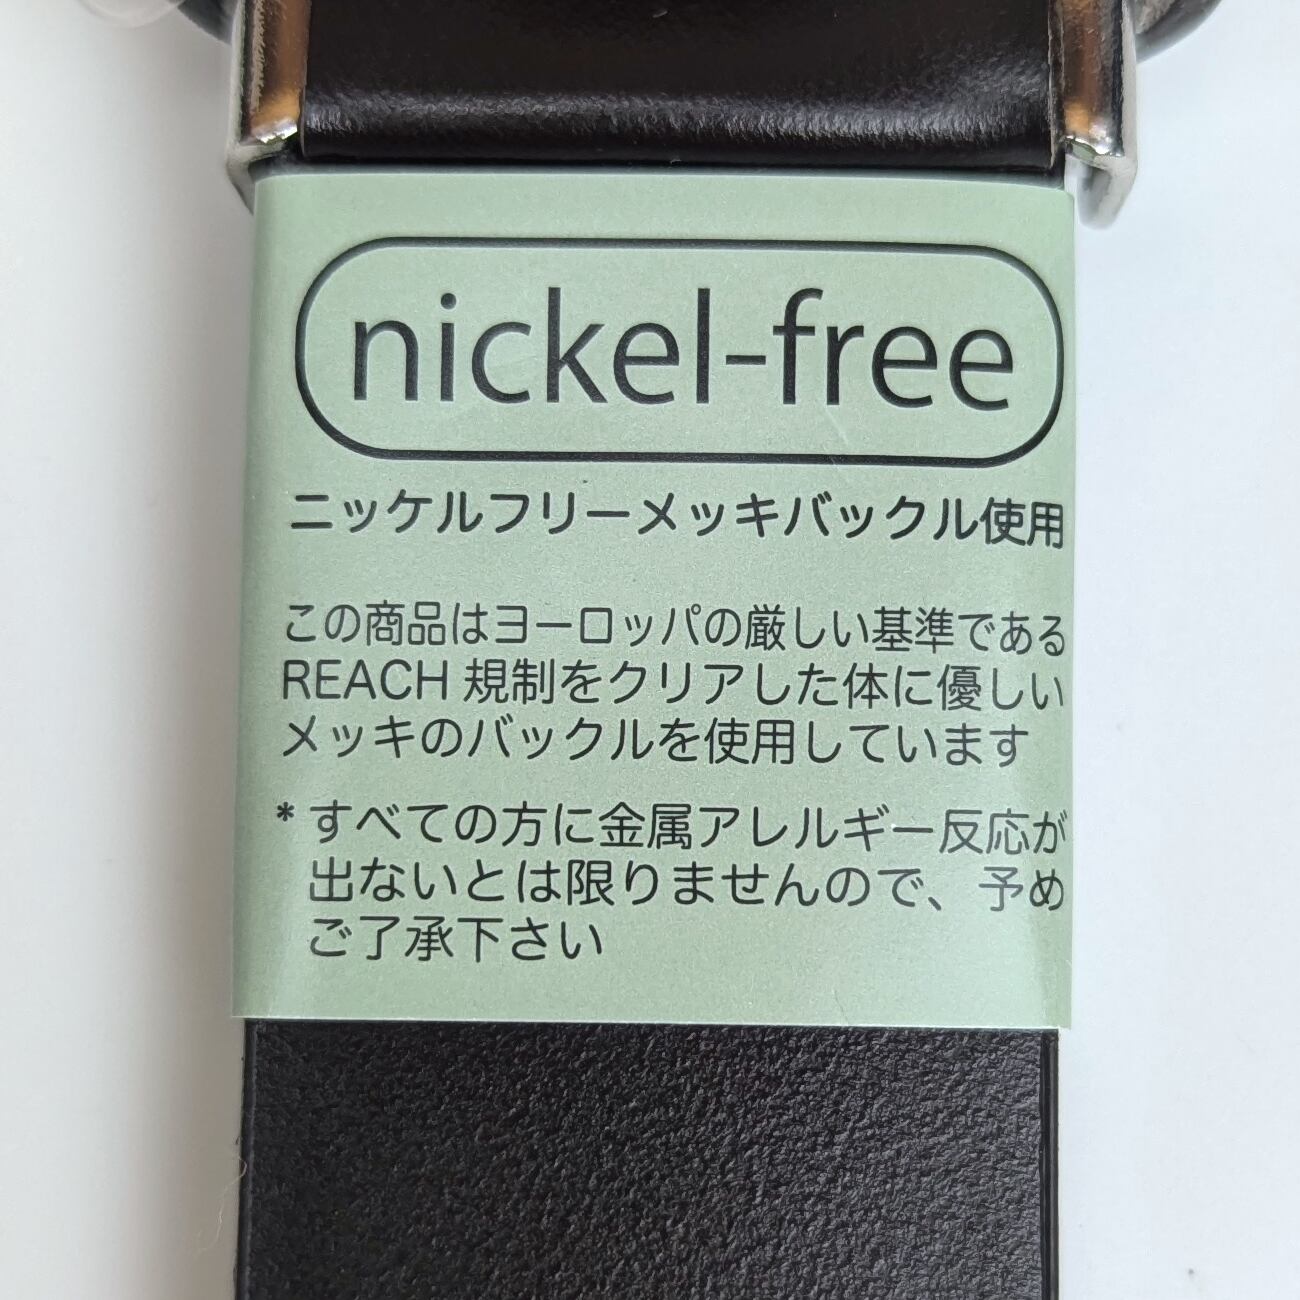 nickel-free
ニッケルフリーメッキバックル使用
この商品はヨーロッパの厳しい基準である
REACH 規制をクリアした体に優しい
メッキのバックルを使用しています
* すべての方に金属アレルギー反応が
出ないとは限りませんので、予め
ご了承下さい